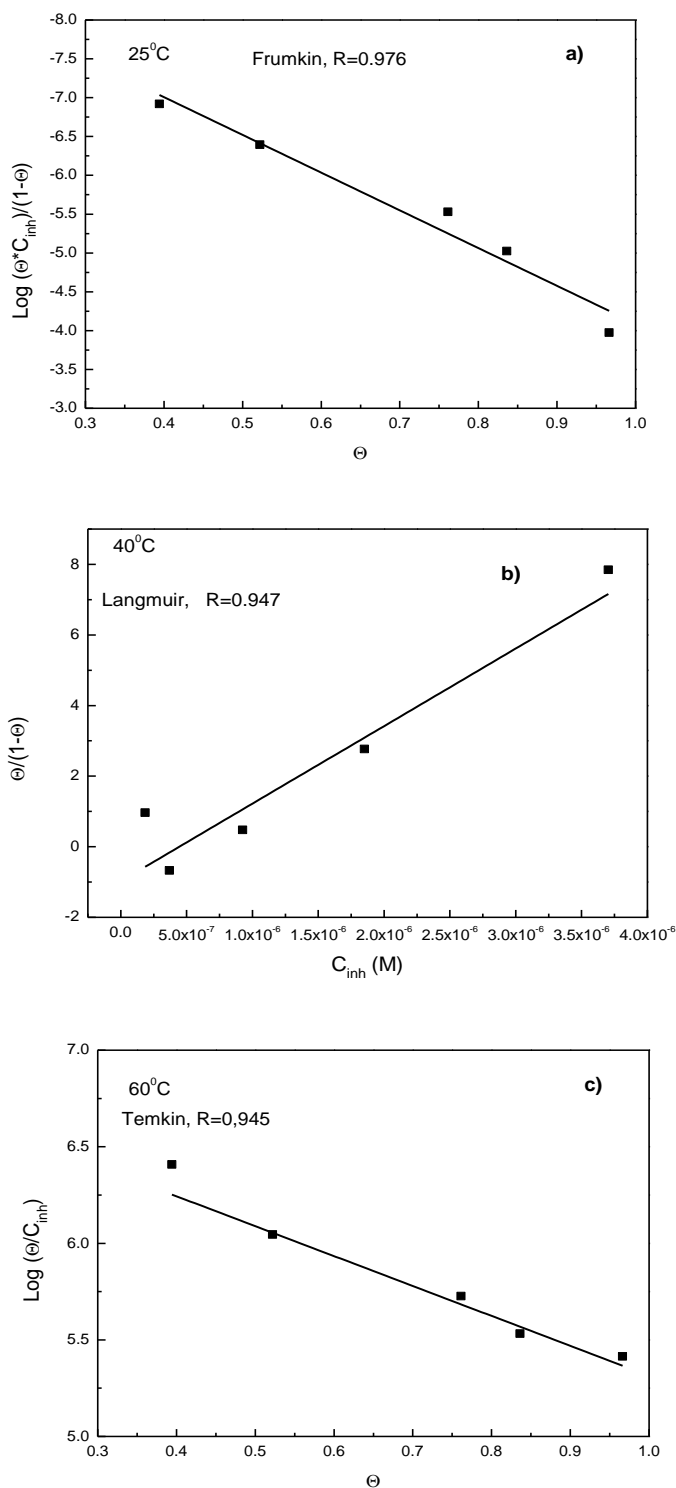 -8.0
-7.5
-7.0
-6.5
-6.0
-5.5
-5.0
-4.5
-4.0
-3.5
-3.0
Log (Θ*C_inh)/(1-Θ)
25⁰C
Frumkin, R=0.976
a)
0.3 0.4 0.5 0.6 0.7 0.8 0.9 1.0
Θ
8
6
4
2
0
-2
Θ/(1-Θ)
40⁰C
b)
Langmuir, R=0.947
0.0 5.0x10⁻⁷ 1.0x10⁻⁶ 1.5x10⁻⁶ 2.0x10⁻⁶ 2.5x10⁻⁶ 3.0x10⁻⁶ 3.5x10⁻⁶ 4.0x10⁻⁶
C_inh (M)
7.0
6.5
6.0
5.5
5.0
Log (Θ/C_inh)
60⁰C
c)
Temkin, R=0,945
0.3 0.4 0.5 0.6 0.7 0.8 0.9 1.0
Θ